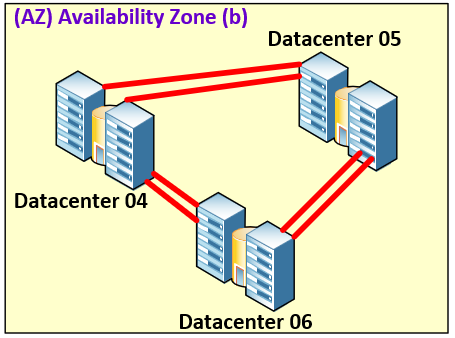 (AZ) Availability Zone (b)
Datacenter 05
Datacenter 04
Datacenter 06